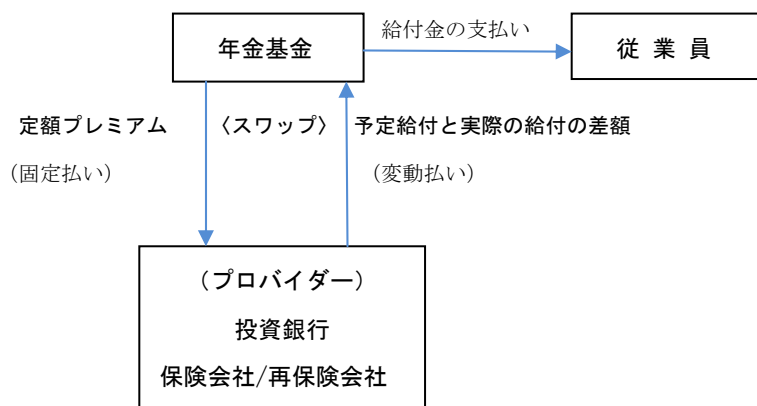 給付金の支払い
年金基金
従 業 員
定額プレミアム 〈スワップ〉 予定給付と実際の給付の差額
(固定払い) (変動払い)
(プロバイダー)
投資銀行
保険会社/再保険会社